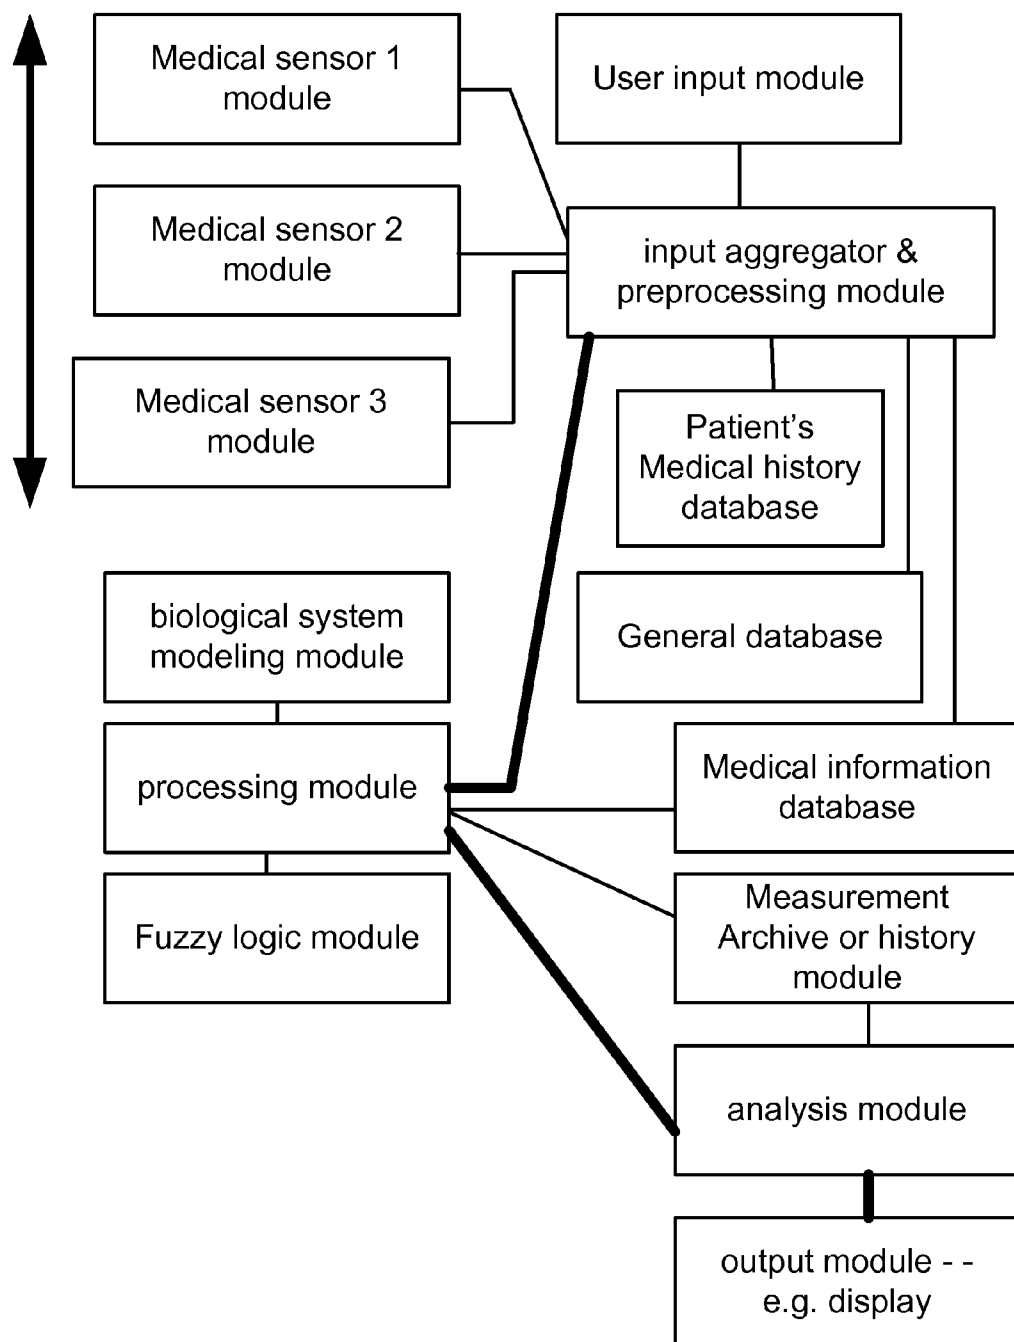 Medical sensor 1
module
User input module
Medical sensor 2
module
input aggregator &
preprocessing module
Medical sensor 3
module
Patient's
Medical history
database
biological system
modeling module
General database
processing module
Medical information
database
Fuzzy logic module
Measurement
Archive or history
module
analysis module
output module - -
e.g. display